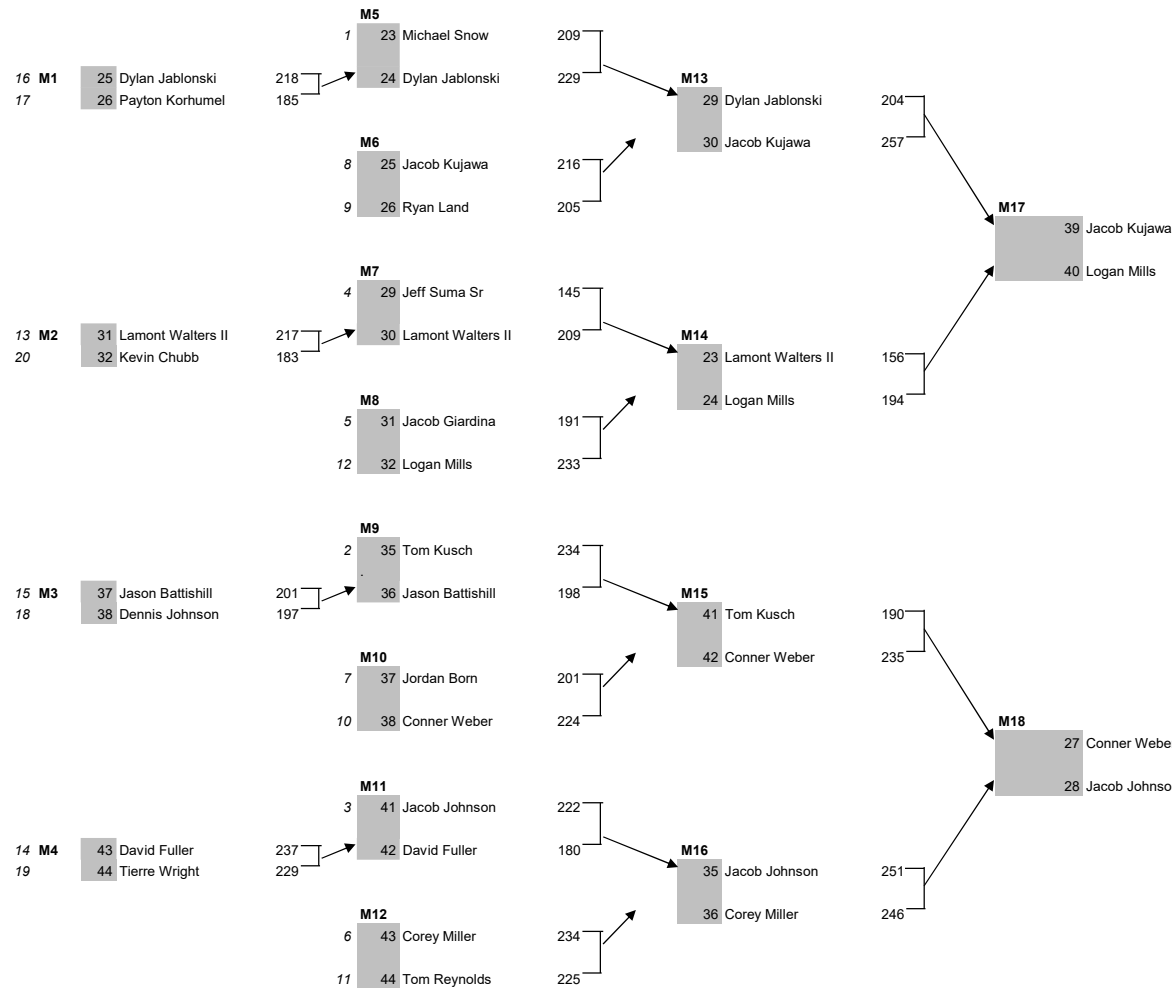 M5
1 23 Michael Snow 209
16 M1 25 Dylan Jablonski 218 24 Dylan Jablonski 229 M13
17 26 Payton Korhumel 185 29 Dylan Jablonski 204
M6 30 Jacob Kujawa 257
8 25 Jacob Kujawa 216
9 26 Ryan Land 205 M17
39 Jacob Kujawa
M7
4 29 Jeff Suma Sr 145 40 Logan Mills
13 M2 31 Lamont Walters II 217 30 Lamont Walters II 209 M14
20 32 Kevin Chubb 183 23 Lamont Walters II 156
M8 24 Logan Mills 194
5 31 Jacob Giardina 191
12 32 Logan Mills 233
M9
2 35 Tom Kusch 234
.
15 M3 37 Jason Battishill 201 36 Jason Battishill 198 M15
18 38 Dennis Johnson 197 41 Tom Kusch 190
M10 42 Conner Weber 235
7 37 Jordan Born 201
10 38 Conner Weber 224 M18
27 Conner Webe
M11 28 Jacob Johnso
3 41 Jacob Johnson 222
14 M4 43 David Fuller 237 42 David Fuller 180 M16
19 44 Tierre Wright 229 35 Jacob Johnson 251
M12 36 Corey Miller 246
6 43 Corey Miller 234
11 44 Tom Reynolds 225